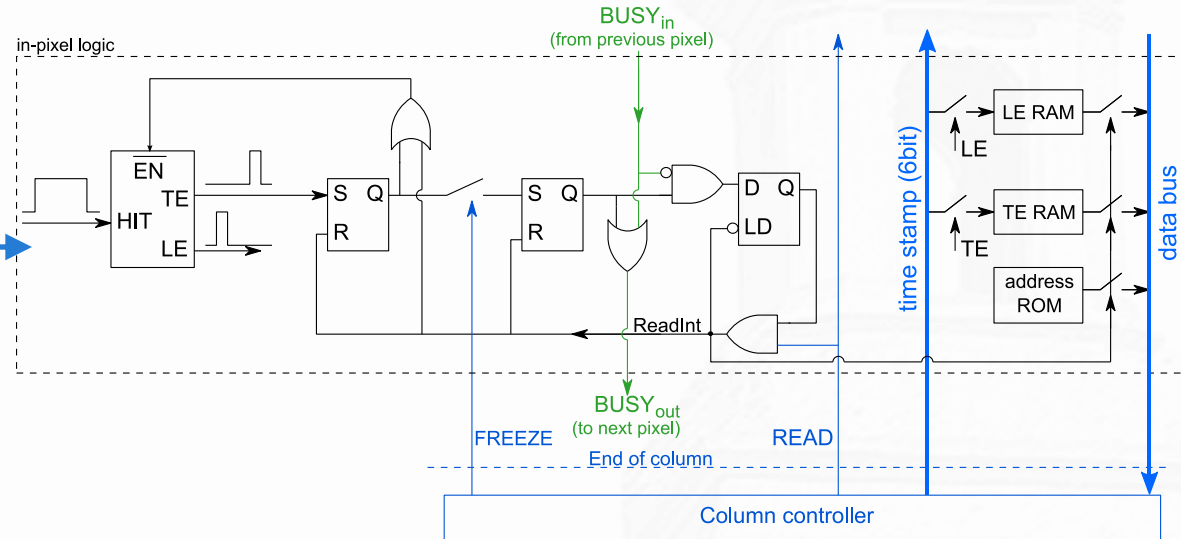 BUSYin
(from previous pixel)
in-pixel logic
EN
HIT
TE
LE
S Q
R
S Q
R
D Q
LD
ReadInt
time stamp (6bit)
LE
LE RAM
TE
TE RAM
address
ROM
data bus
BUSYout
(to next pixel)
FREEZE
READ
End of column
Column controller